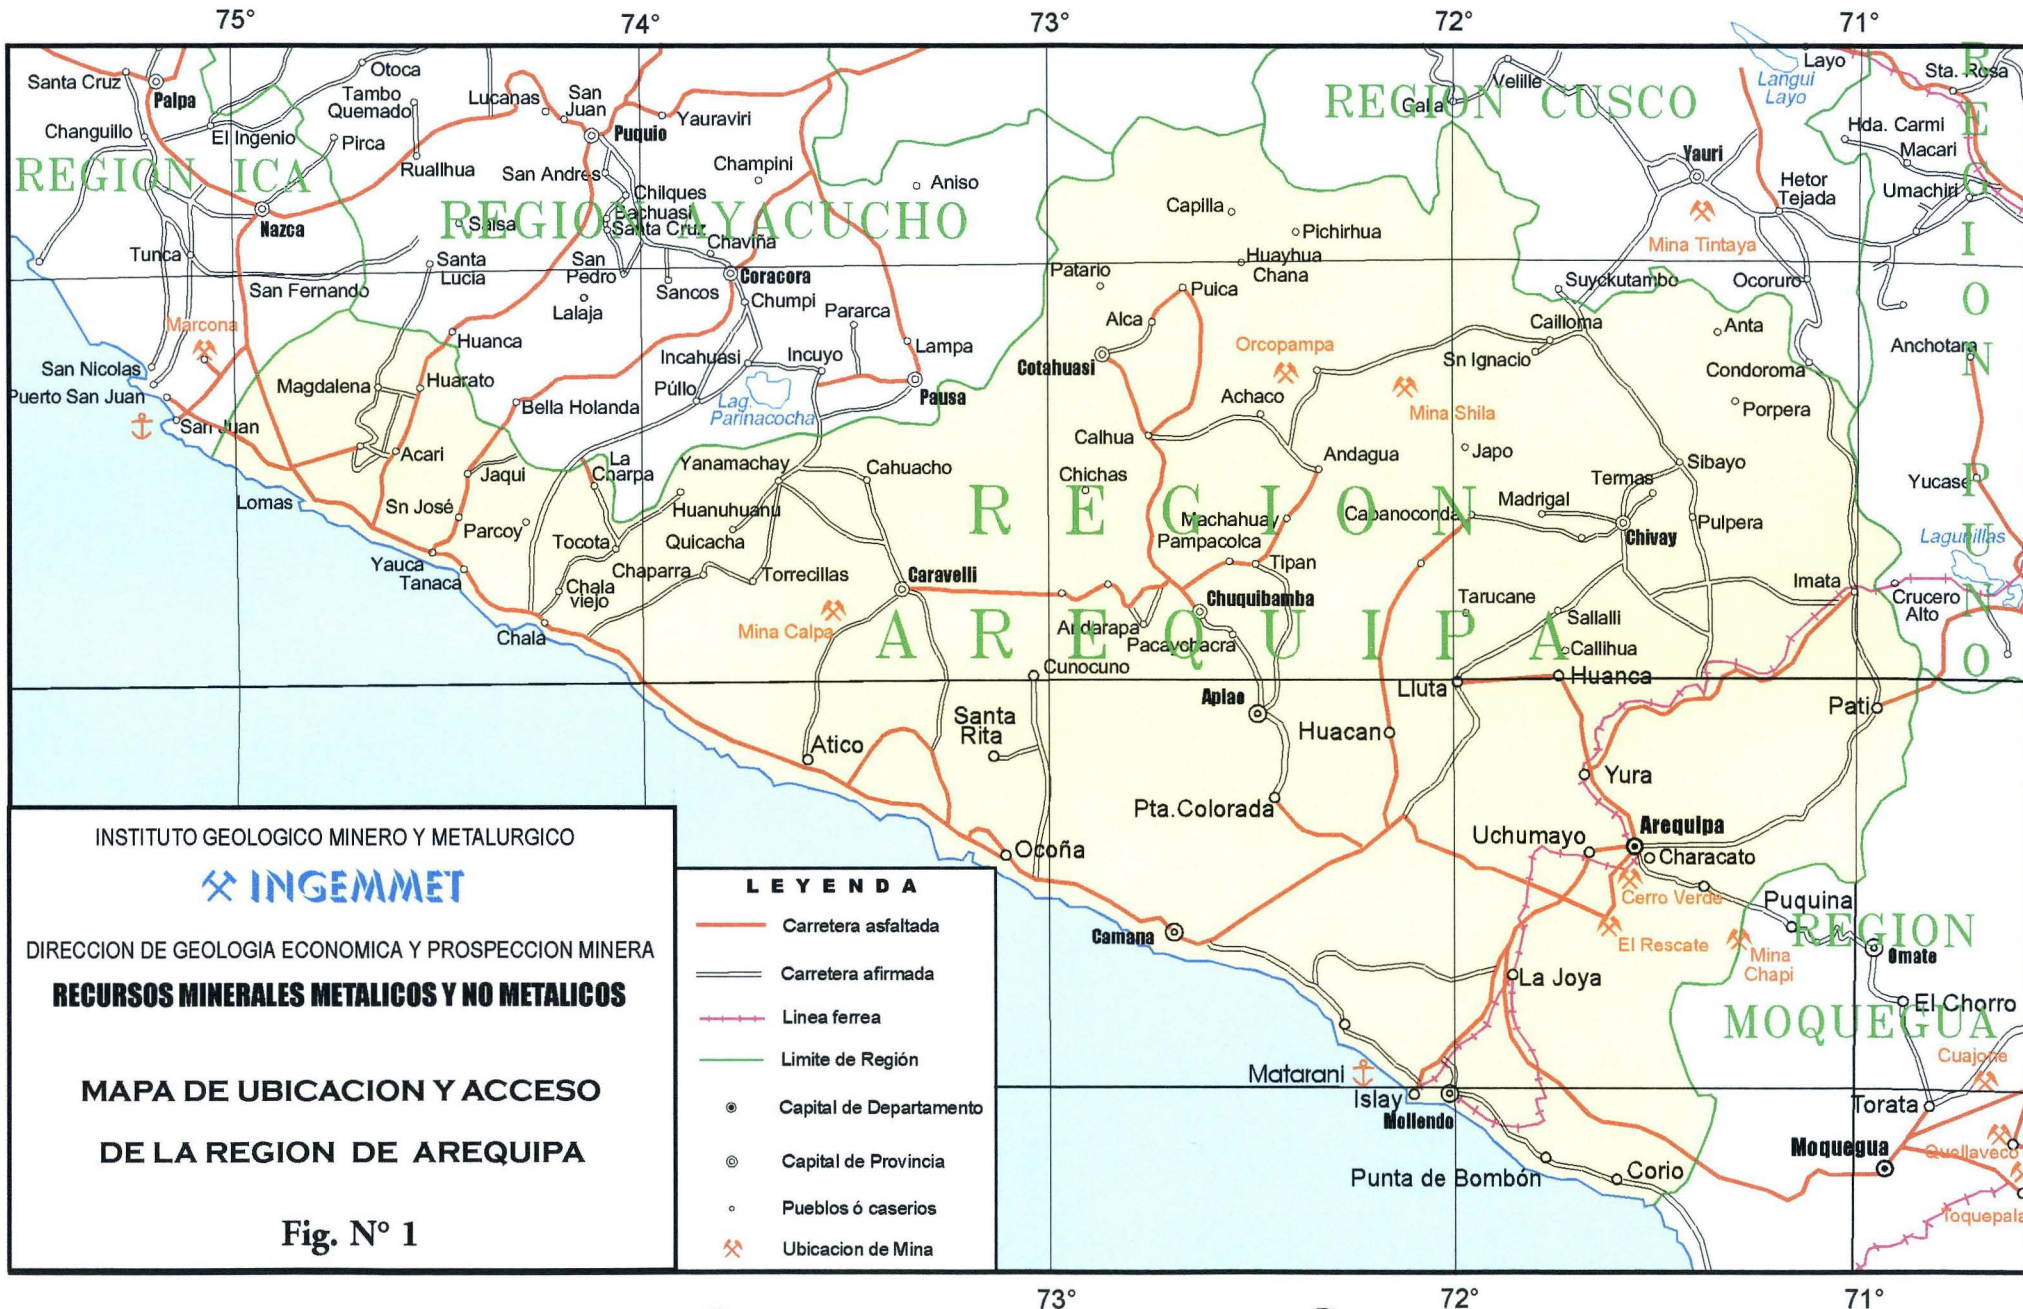 75°
74°
73°
72°
71°
Santa Cruz
Palpa
Otoca
Tambo
Quemado
Changuillo
El Ingenio
Pirca
Ruallhua
REGION ICA
Nazca
Tunca
San Fernando
Santa
Lucia
Salsa
Lucanas
San
Juan
Puquio
Yauraviri
San Andres
Chilques
Champini
Santa Cruz
REGION AYACUCHO
Aniso
Chaviña
San
Pedro
Coracora
Sancos
Chumpi
Lalaja
Pararca
Lampa
Incahuasi
Incuyo
Púllo
Lag.
Parinacocha
Pausa
Marcona
San Nicolas
Puerto San Juan
San Juan
Magdalena
Huanca
Huarato
Bella Holanda
Acari
Jaqui
Lomas
Sn José
Parcoy
La
Charpa
Yanamachay
Cahuacho
Huanuhuanu
Quicacha
Tocota
Yauca
Tanaca
Chala
viejo
Chaparra
Torrecillas
Caravelli
Chala
Mina Calpa
REGION CUSCO
Velille
Langui
Layo
Layo
Sta. Rosa
Hda. Carmi
Macari
Umachiri
Yauri
Hetor
Tejada
Mina Tintaya
Ocoruro
Suyckutambo
Capilla
Pichirhua
Huayhua
Chana
Patario
Puica
Alca
Cotahuasi
Orcopampa
Cailloma
Sn Ignacio
Anta
Condoroma
Anchotara
Achaco
Mina Shila
Porpera
Calhua
Andagua
Japo
Chichas
Termas
Sibayo
Madrigal
Yucase
REGION
Machahuay
Cabanoconda
Pampacolca
Chivay
Pulpera
Lagunillas
Tipan
Imata
Crucero
Alto
Chuquibamba
Tarucane
Sallalli
Andarapa
Pacaychacra
AREQUIPA
Callihua
REGION PUNO
Cunocuno
Lluta
Huanca
Aplao
Santa
Rita
Huacan
Pati
Atico
Yura
Pta.Colorada
Arequipa
Uchumayo
Characato
Ocoña
Cerro Verde
Puquina
Camana
El Rescate
Mina
Chapi
REGION
MOQUEGUA
Omate
La Joya
El Chorro
Cuajone
Matarani
Islay
Mollendo
Torata
Moquegua
Quellaveco
Punta de Bombón
Corio
Toquepala
INSTITUTO GEOLOGICO MINERO Y METALURGICO
INGEMMET
DIRECCION DE GEOLOGIA ECONOMICA Y PROSPECCION MINERA
RECURSOS MINERALES METALICOS Y NO METALICOS
MAPA DE UBICACION Y ACCESO
DE LA REGION DE AREQUIPA
Fig. N° 1
LEYENDA
Carretera asfaltada
Carretera afirmada
Linea ferrea
Limite de Región
Capital de Departamento
Capital de Provincia
Pueblos ó caserios
Ubicacion de Mina
73°
72°
71°